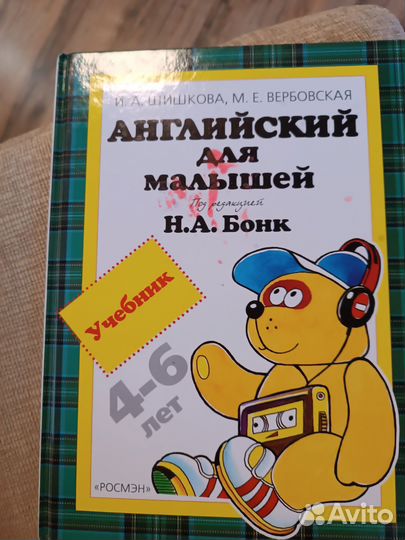 И. А. ШИШКОВА, М. Е. ВЕРБОВСКАЯ
АНГЛИЙСКИЙ
ДЛЯ
МАЛЫШЕЙ
Под редакцией
Н.А. БОНК
Учебник
4-6
лет
«РОСМЭН»
Avito